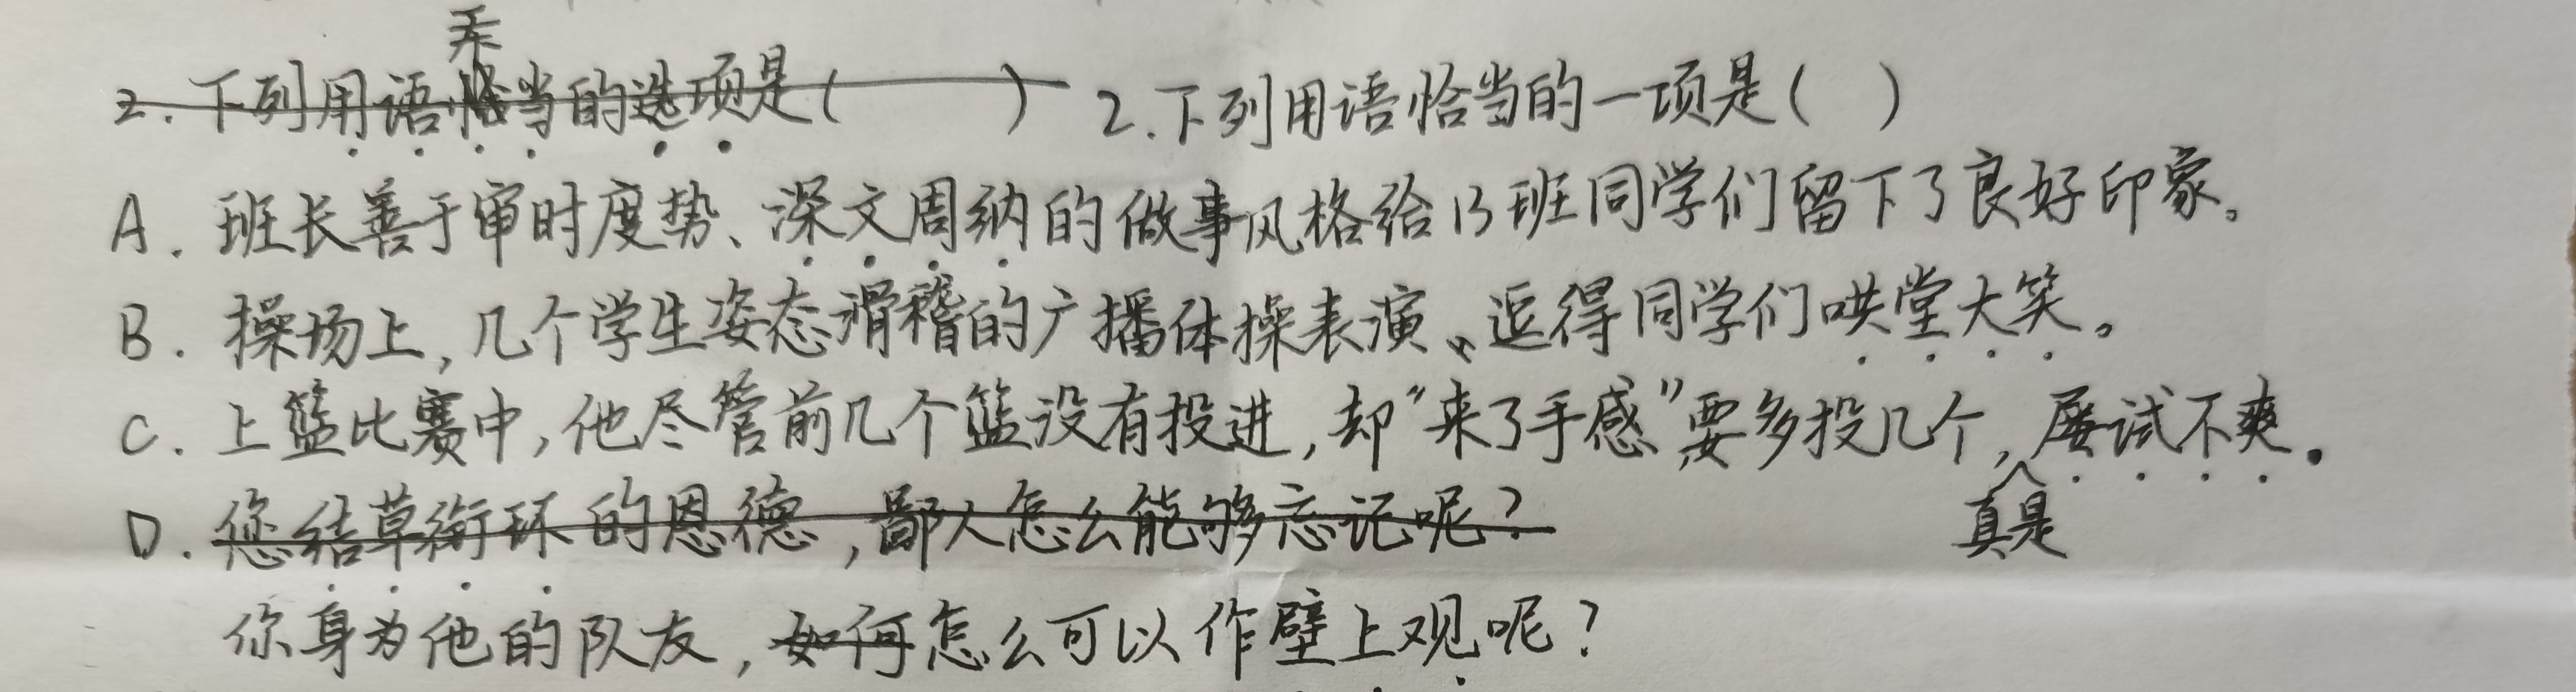 2.下列用语恰当的选项是( ) 2.下列用语恰当的一项是( )
A.班长善于审时度势、深文周纳的做事风格给13班同学们留下了良好印象。
B.操场上,几个学生姿态滑稽的广播体操表演,逗得同学们哄堂大笑。
C.上篮比赛中,他尽管前几个篮没有投进,却“来了手感”要多投几个,真是屡试不爽。
D.您结草衔环的恩德,鄙人怎么能够忘记呢?
你身为他的队友,如何怎么可以作壁上观呢?